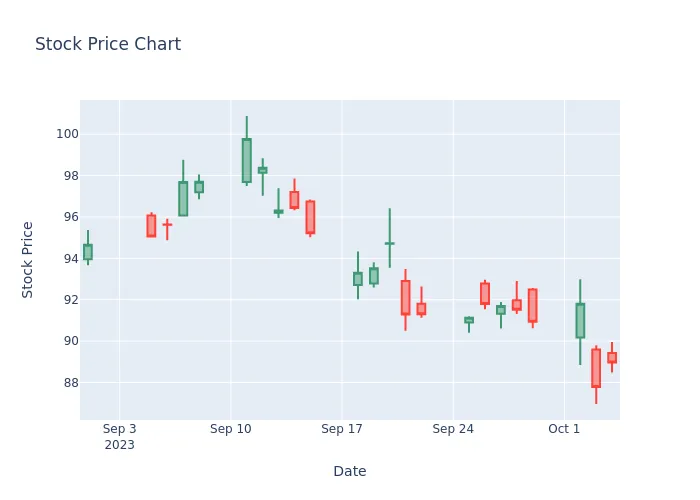 Stock Price Chart
Stock Price
100
98
96
94
92
90
88
Sep 3
2023
Sep 10
Sep 17
Sep 24
Oct 1
Date